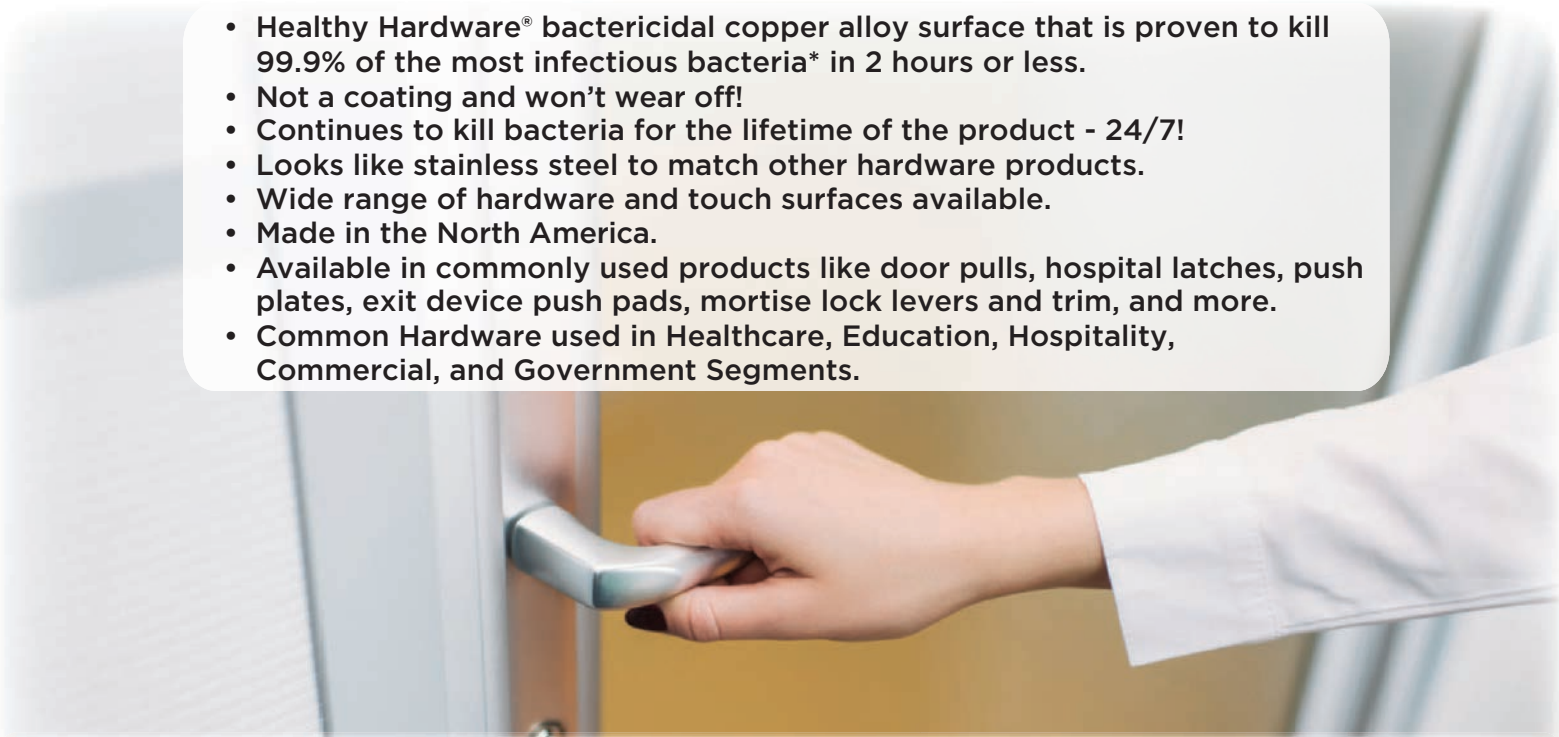 • Healthy Hardware® bactericidal copper alloy surface that is proven to kill
99.9% of the most infectious bacteria* in 2 hours or less.
• Not a coating and won’t wear off!
• Continues to kill bacteria for the lifetime of the product - 24/7!
• Looks like stainless steel to match other hardware products.
• Wide range of hardware and touch surfaces available.
• Made in the North America.
• Available in commonly used products like door pulls, hospital latches, push
plates, exit device push pads, mortise lock levers and trim, and more.
• Common Hardware used in Healthcare, Education, Hospitality,
Commercial, and Government Segments.